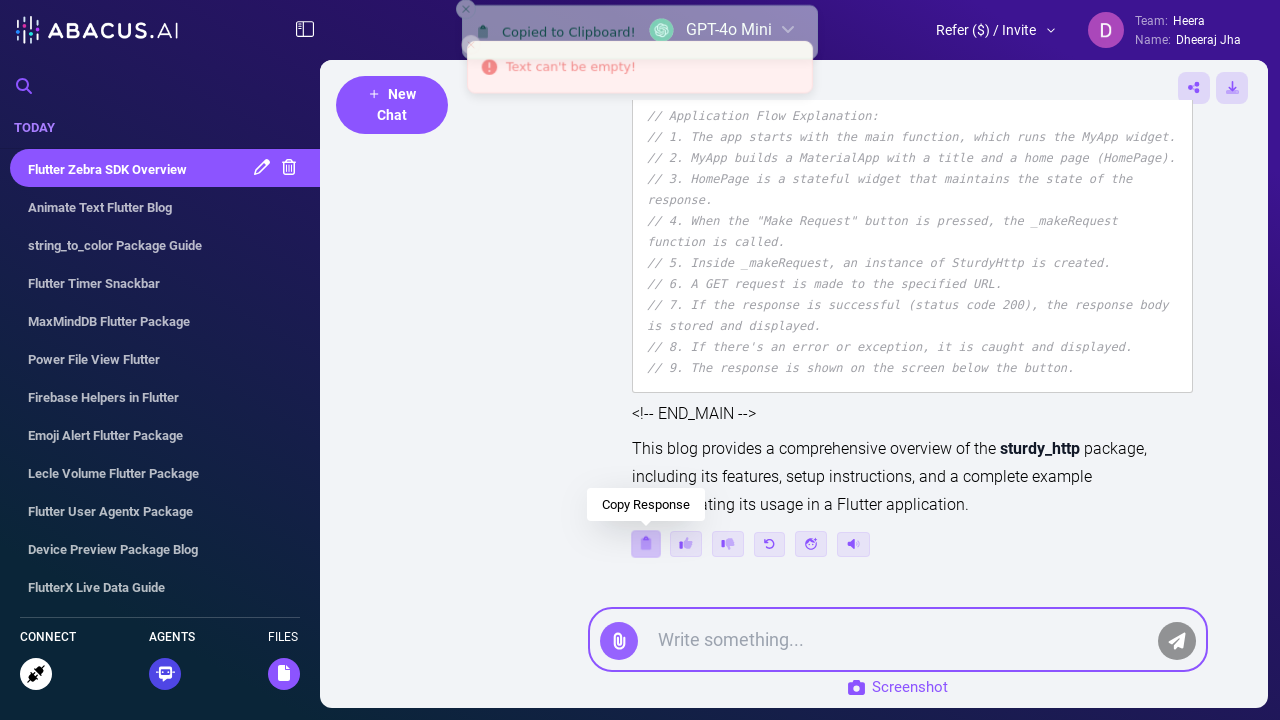 ABACUS.AI
Copied to Clipboard!
GPT-4o Mini
Text can't be empty!
Refer ($) / Invite
D
Team: Heera
Name: Dheeraj Jha
TODAY
Flutter Zebra SDK Overview
Animate Text Flutter Blog
string_to_color Package Guide
Flutter Timer Snackbar
MaxMindDB Flutter Package
Power File View Flutter
Firebase Helpers in Flutter
Emoji Alert Flutter Package
Lecle Volume Flutter Package
Flutter User Agentx Package
Device Preview Package Blog
FlutterX Live Data Guide
CONNECT
AGENTS
FILES
+ New
Chat
// Application Flow Explanation:
// 1. The app starts with the main function, which runs the MyApp widget.
// 2. MyApp builds a MaterialApp with a title and a home page (HomePage).
// 3. HomePage is a stateful widget that maintains the state of the
response.
// 4. When the "Make Request" button is pressed, the _makeRequest
function is called.
// 5. Inside _makeRequest, an instance of SturdyHttp is created.
// 6. A GET request is made to the specified URL.
// 7. If the response is successful (status code 200), the response body
is stored and displayed.
// 8. If there's an error or exception, it is caught and displayed.
// 9. The response is shown on the screen below the button.
<!-- END_MAIN -->
This blog provides a comprehensive overview of the sturdy_http package,
including its features, setup instructions, and a complete example
ating its usage in a Flutter application.
Copy Response
Write something...
Screenshot